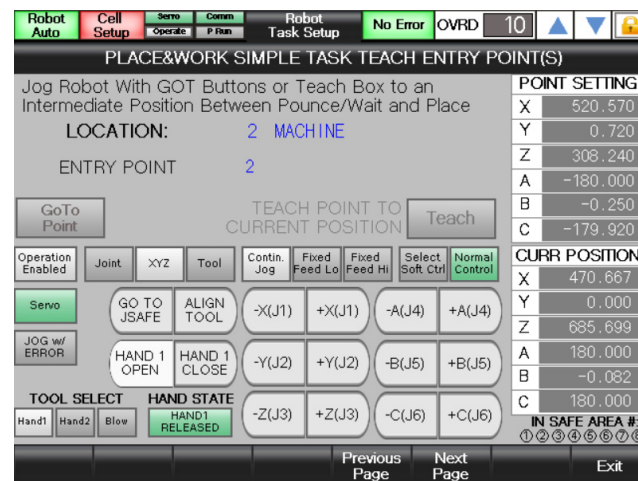 Robot Auto
Cell Setup
Servo
Comm
Operate
P Run
Robot Task Setup
No Error
OVRD 10
PLACE&WORK SIMPLE TASK TEACH ENTRY POINT(S)
Jog Robot With GOT Buttons or Teach Box to an
Intermediate Position Between Pounce/Wait and Place
LOCATION: 2 MACHINE
ENTRY POINT 2
GoTo Point
TEACH POINT TO
CURRENT POSITION
Teach
POINT SETTING
X 520.570
Y 0.720
Z 308.240
A -180.000
B -0.250
C -179.920
Operation Enabled
Joint
XYZ
Tool
Contin. Jog
Fixed Feed Lo
Fixed Feed Hi
Select Soft Ctrl
Normal Control
CURR POSITION
X 470.667
Y 0.000
Z 685.699
A 180.000
B -0.082
C 180.000
Servo
GO TO JSAFE
ALIGN TOOL
-X(J1)
+X(J1)
-A(J4)
+A(J4)
JOG w/ ERROR
HAND 1 OPEN
HAND 1 CLOSE
-Y(J2)
+Y(J2)
-B(J5)
+B(J5)
TOOL SELECT
HAND STATE
Hand1
Hand2
Blow
HAND1 RELEASED
-Z(J3)
+Z(J3)
-C(J6)
+C(J6)
IN SAFE AREA #:
①②③④⑤⑥⑦⑧
Previous Page
Next Page
Exit